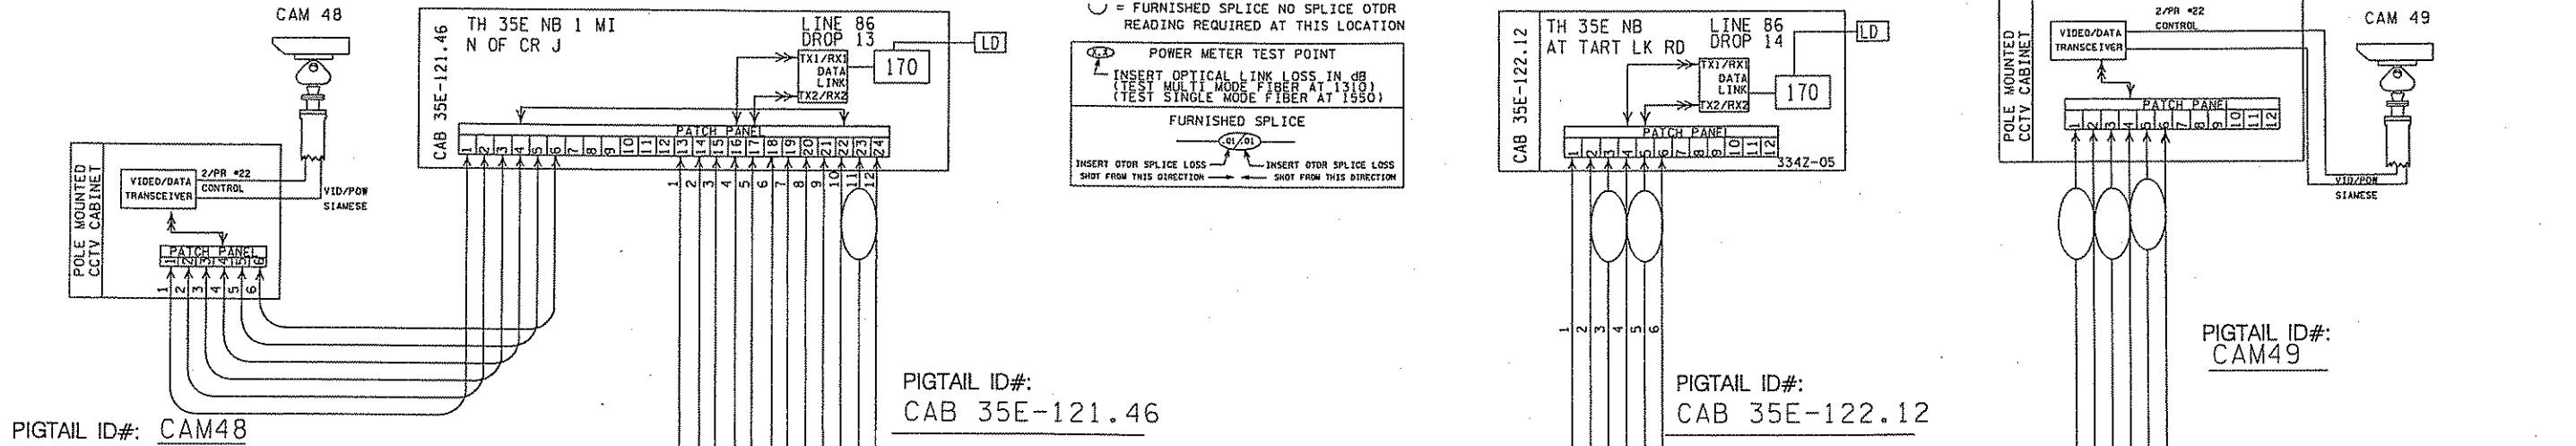 CAM 48
POLE MOUNTED
CCTV CABINET
VIDEO/DATA
TRANSCEIVER
2/PR #22
CONTROL
VID/POW
SIAMESE
PATCH PANEL
1 2 3 4 5 6
1 2 3 4 5 6
PIGTAIL ID#: CAM48
CAB 35E-121.46
TH 35E NB 1 MI
N OF CR J
LINE 86
DROP 13
TX1/RX1
DATA
LINK
TX2/RX2
170
LD
PATCH PANEL
1 2 3 4 5 6 7 8 9 10 11 12 13 14 15 16 17 18 19 20 21 22 23 24
1 2 3 4 5 6 7 8 9 10 11 12
PIGTAIL ID#:
CAB 35E-121.46
= FURNISHED SPLICE NO SPLICE OTDR
READING REQUIRED AT THIS LOCATION
X.X
POWER METER TEST POINT
INSERT OPTICAL LINK LOSS IN dB
(TEST MULTI MODE FIBER AT 1310)
(TEST SINGLE MODE FIBER AT 1550)
FURNISHED SPLICE
.01/.01
INSERT OTDR SPLICE LOSS
SHOT FROM THIS DIRECTION
INSERT OTDR SPLICE LOSS
SHOT FROM THIS DIRECTION
CAB 35E-122.12
TH 35E NB
AT TART LK RD
LINE 86
DROP 14
TX1/RX1
DATA
LINK
TX2/RX2
170
LD
PATCH PANEL
1 2 3 4 5 6 7 8 9 10 11 12
334Z-05
1 2 3 4 5 6
PIGTAIL ID#:
CAB 35E-122.12
POLE MOUNTED
CCTV CABINET
VIDEO/DATA
TRANSCEIVER
2/PR #22
CONTROL
CAM 49
PATCH PANEL
1 2 3 4 5 6 7 8 9 10 11 12
VID/POW
SIAMESE
PIGTAIL ID#:
CAM49